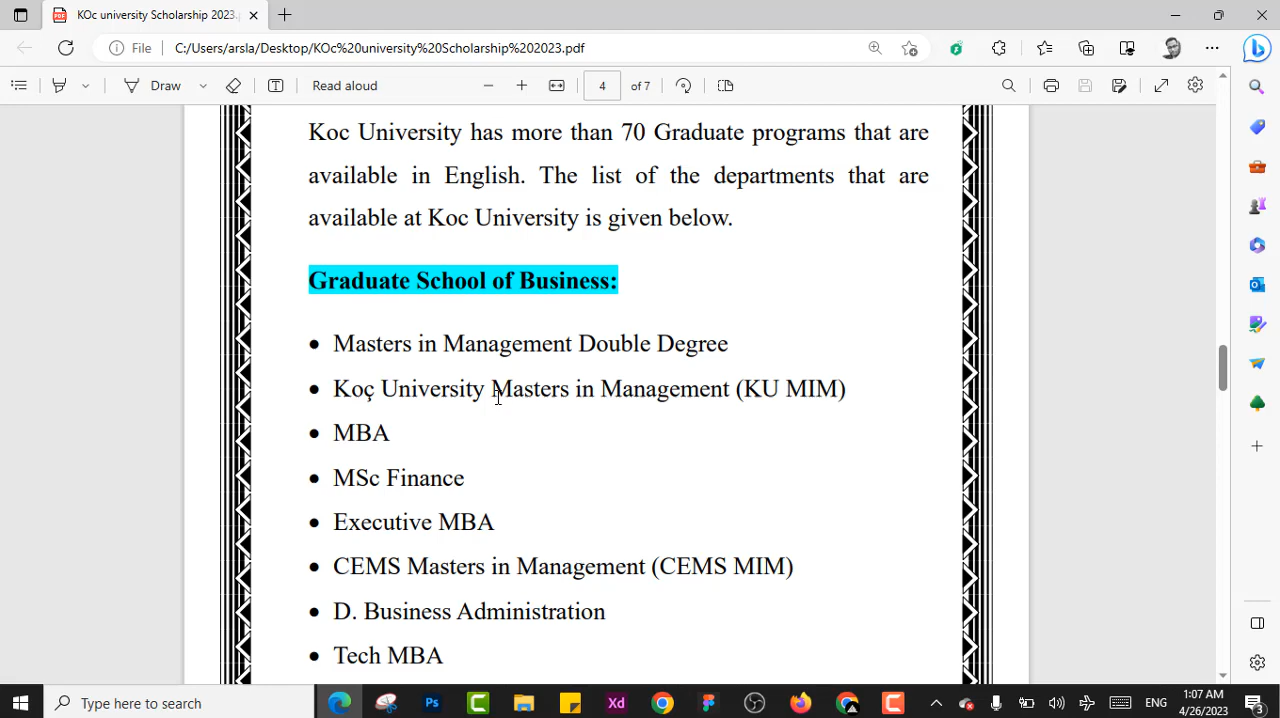 KOc university Scholarship 2023.
File
C:/Users/arsla/Desktop/KOc%20university%20Scholarship%202023.pdf
Draw
Read aloud
4 of 7
Koc University has more than 70 Graduate programs that are
available in English. The list of the departments that are
available at Koc University is given below.
Graduate School of Business:
• Masters in Management Double Degree
• Koç University Masters in Management (KU MIM)
• MBA
• MSc Finance
• Executive MBA
• CEMS Masters in Management (CEMS MIM)
• D. Business Administration
• Tech MBA
Type here to search
Ps
Xd
ENG
1:07 AM
4/26/2023
3